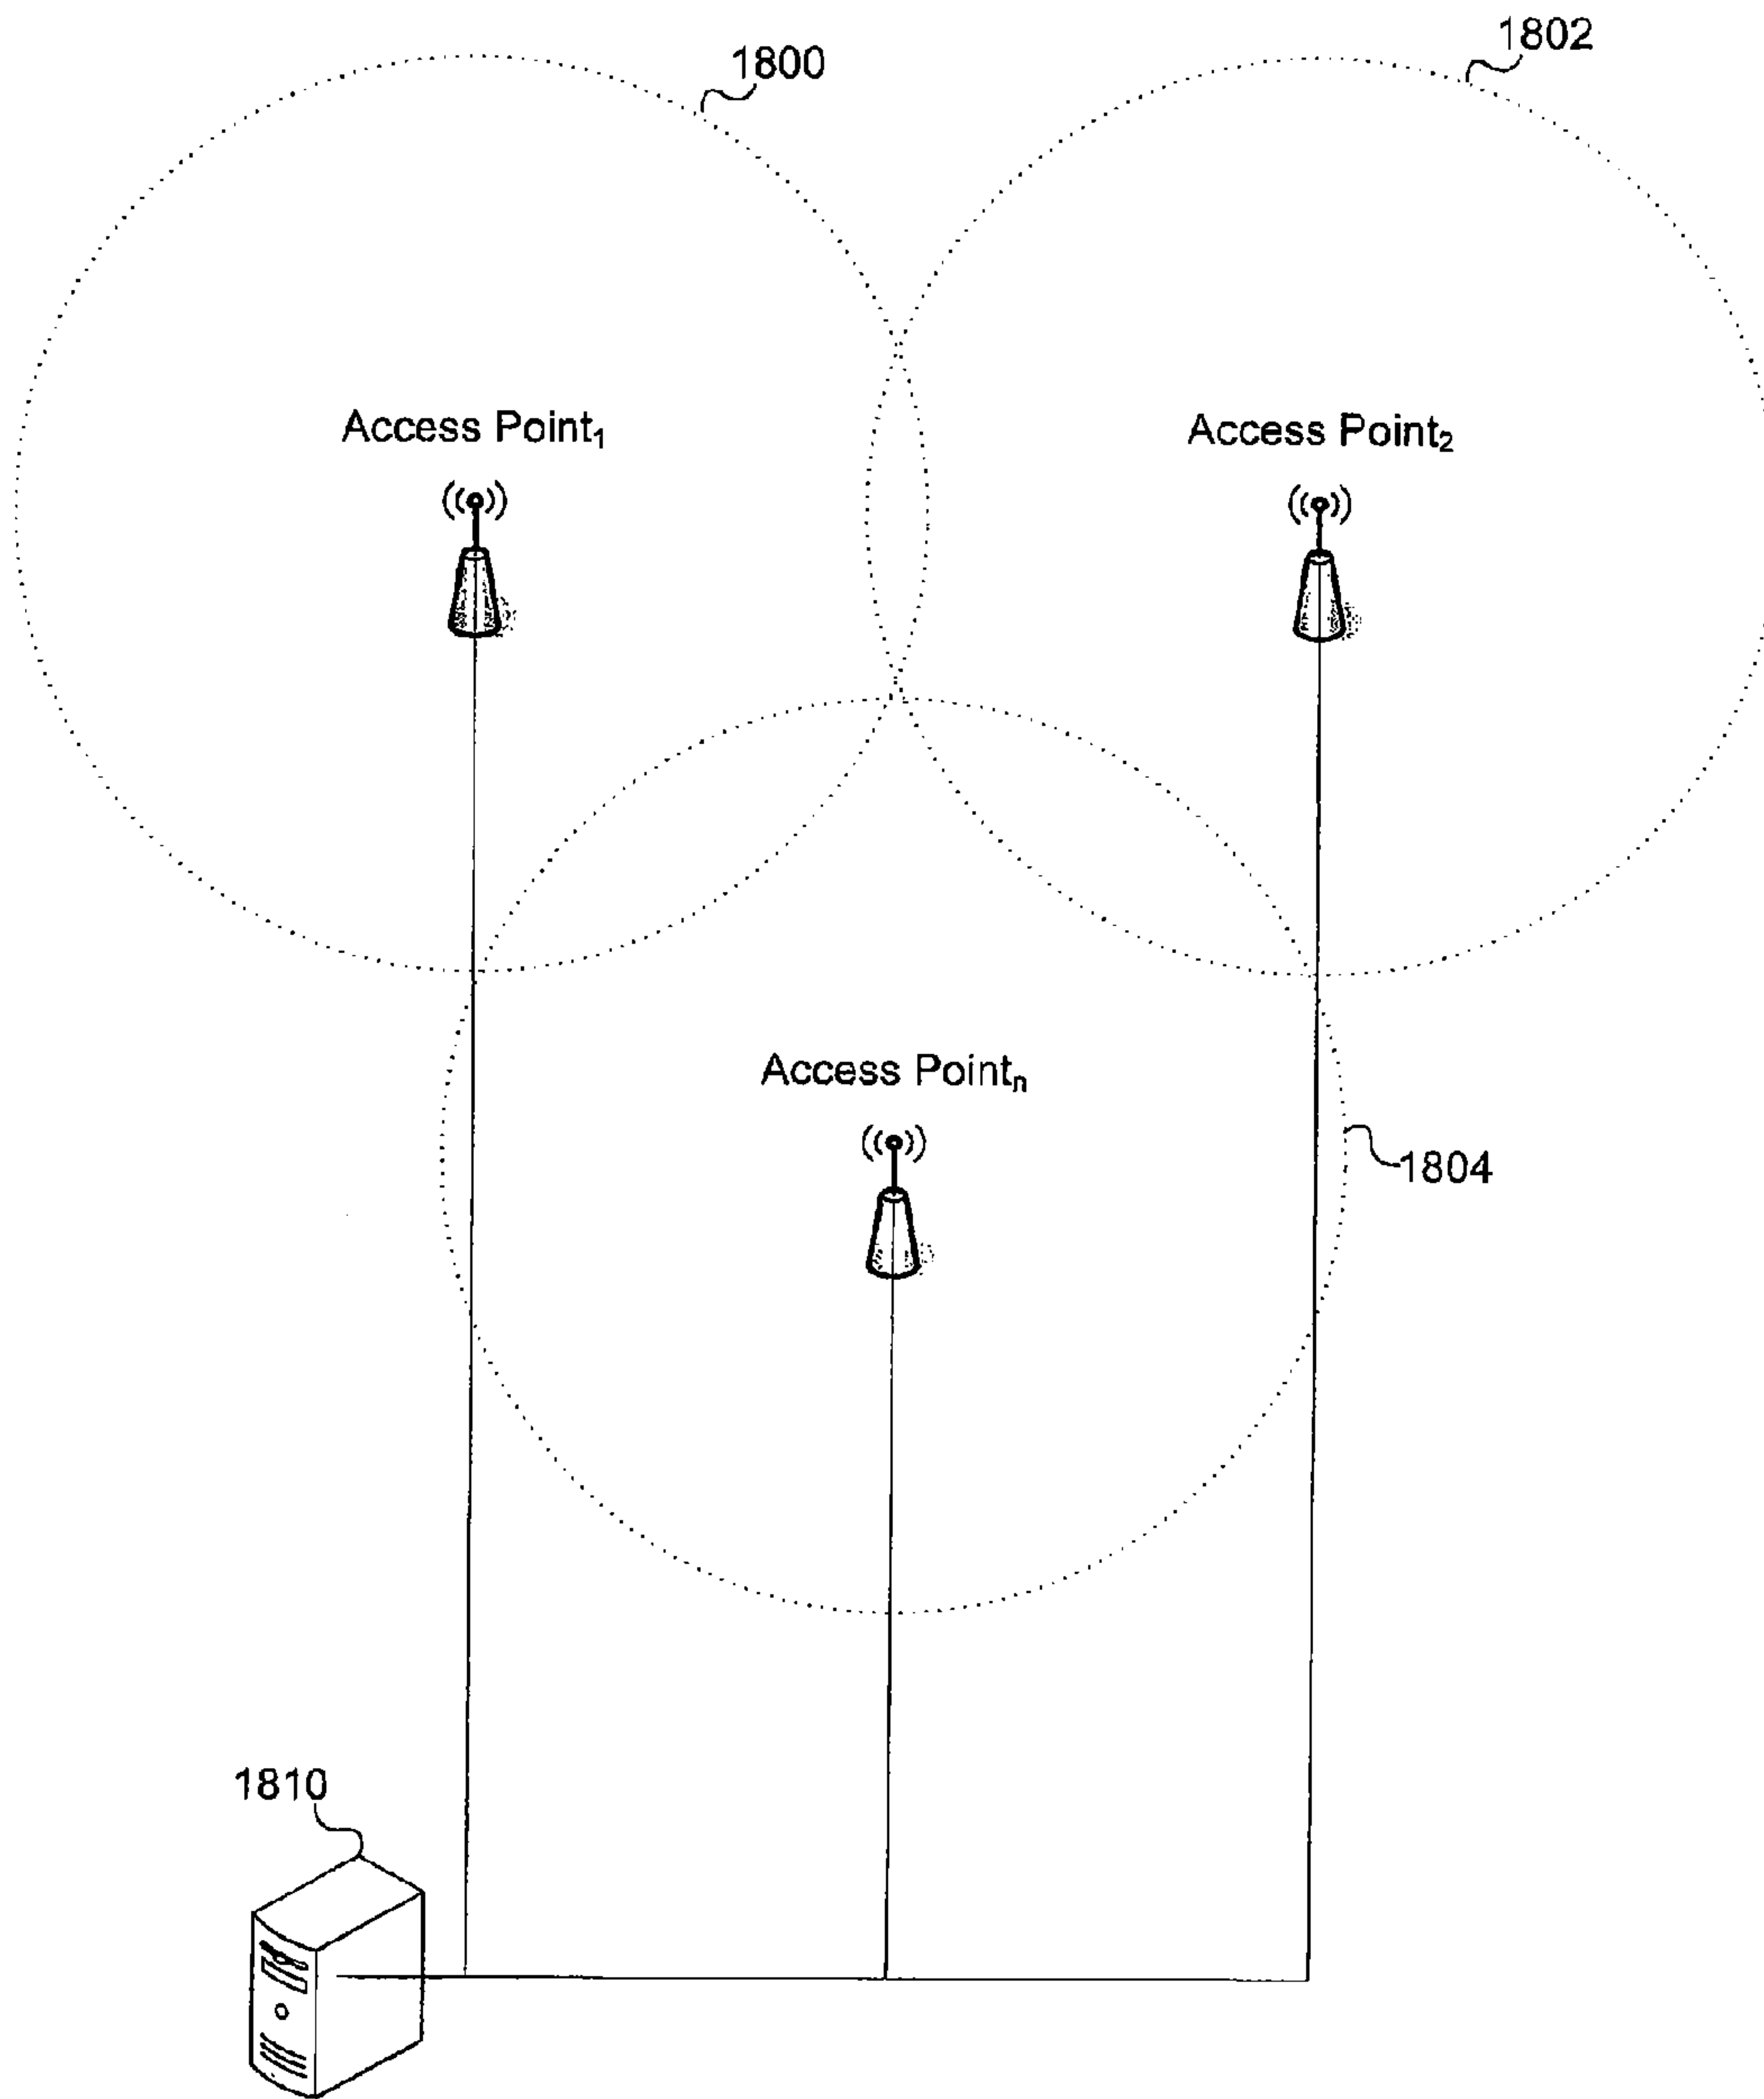 1800
1802
Access Point₁
Access Point₂
Access Pointₙ
1804
1810